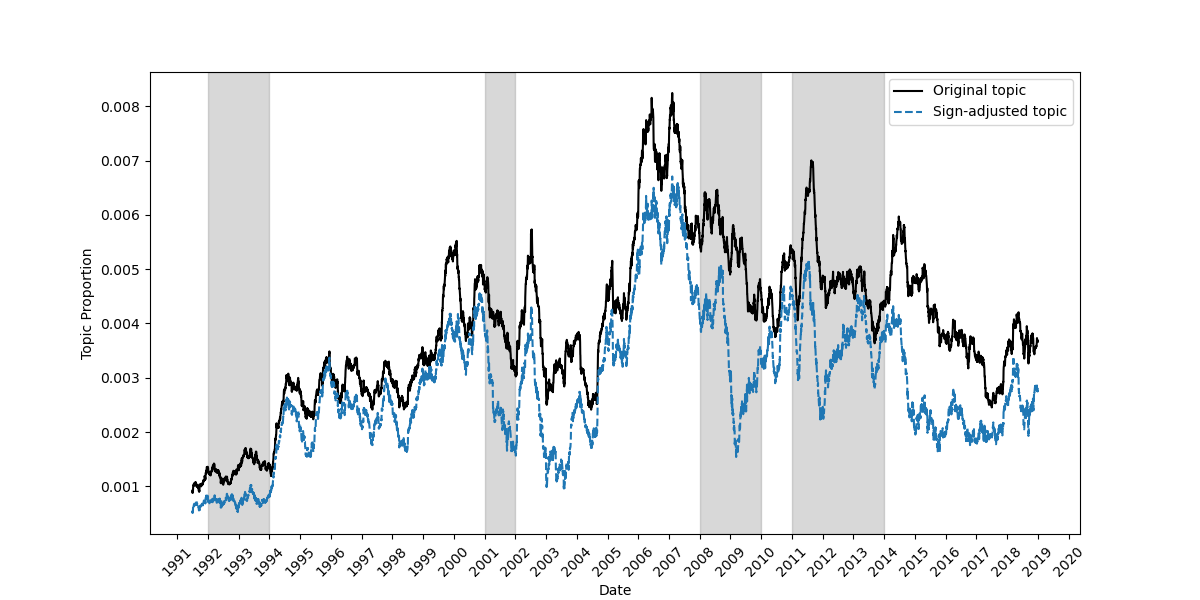 Original topic
Sign-adjusted topic
0.008
0.007
0.006
0.005
0.004
0.003
0.002
0.001
Topic Proportion
1991 1992 1993 1994 1995 1996 1997 1998 1999 2000 2001 2002 2003 2004 2005 2006 2007 2008 2009 2010 2011 2012 2013 2014 2015 2016 2017 2018 2019 2020
Date